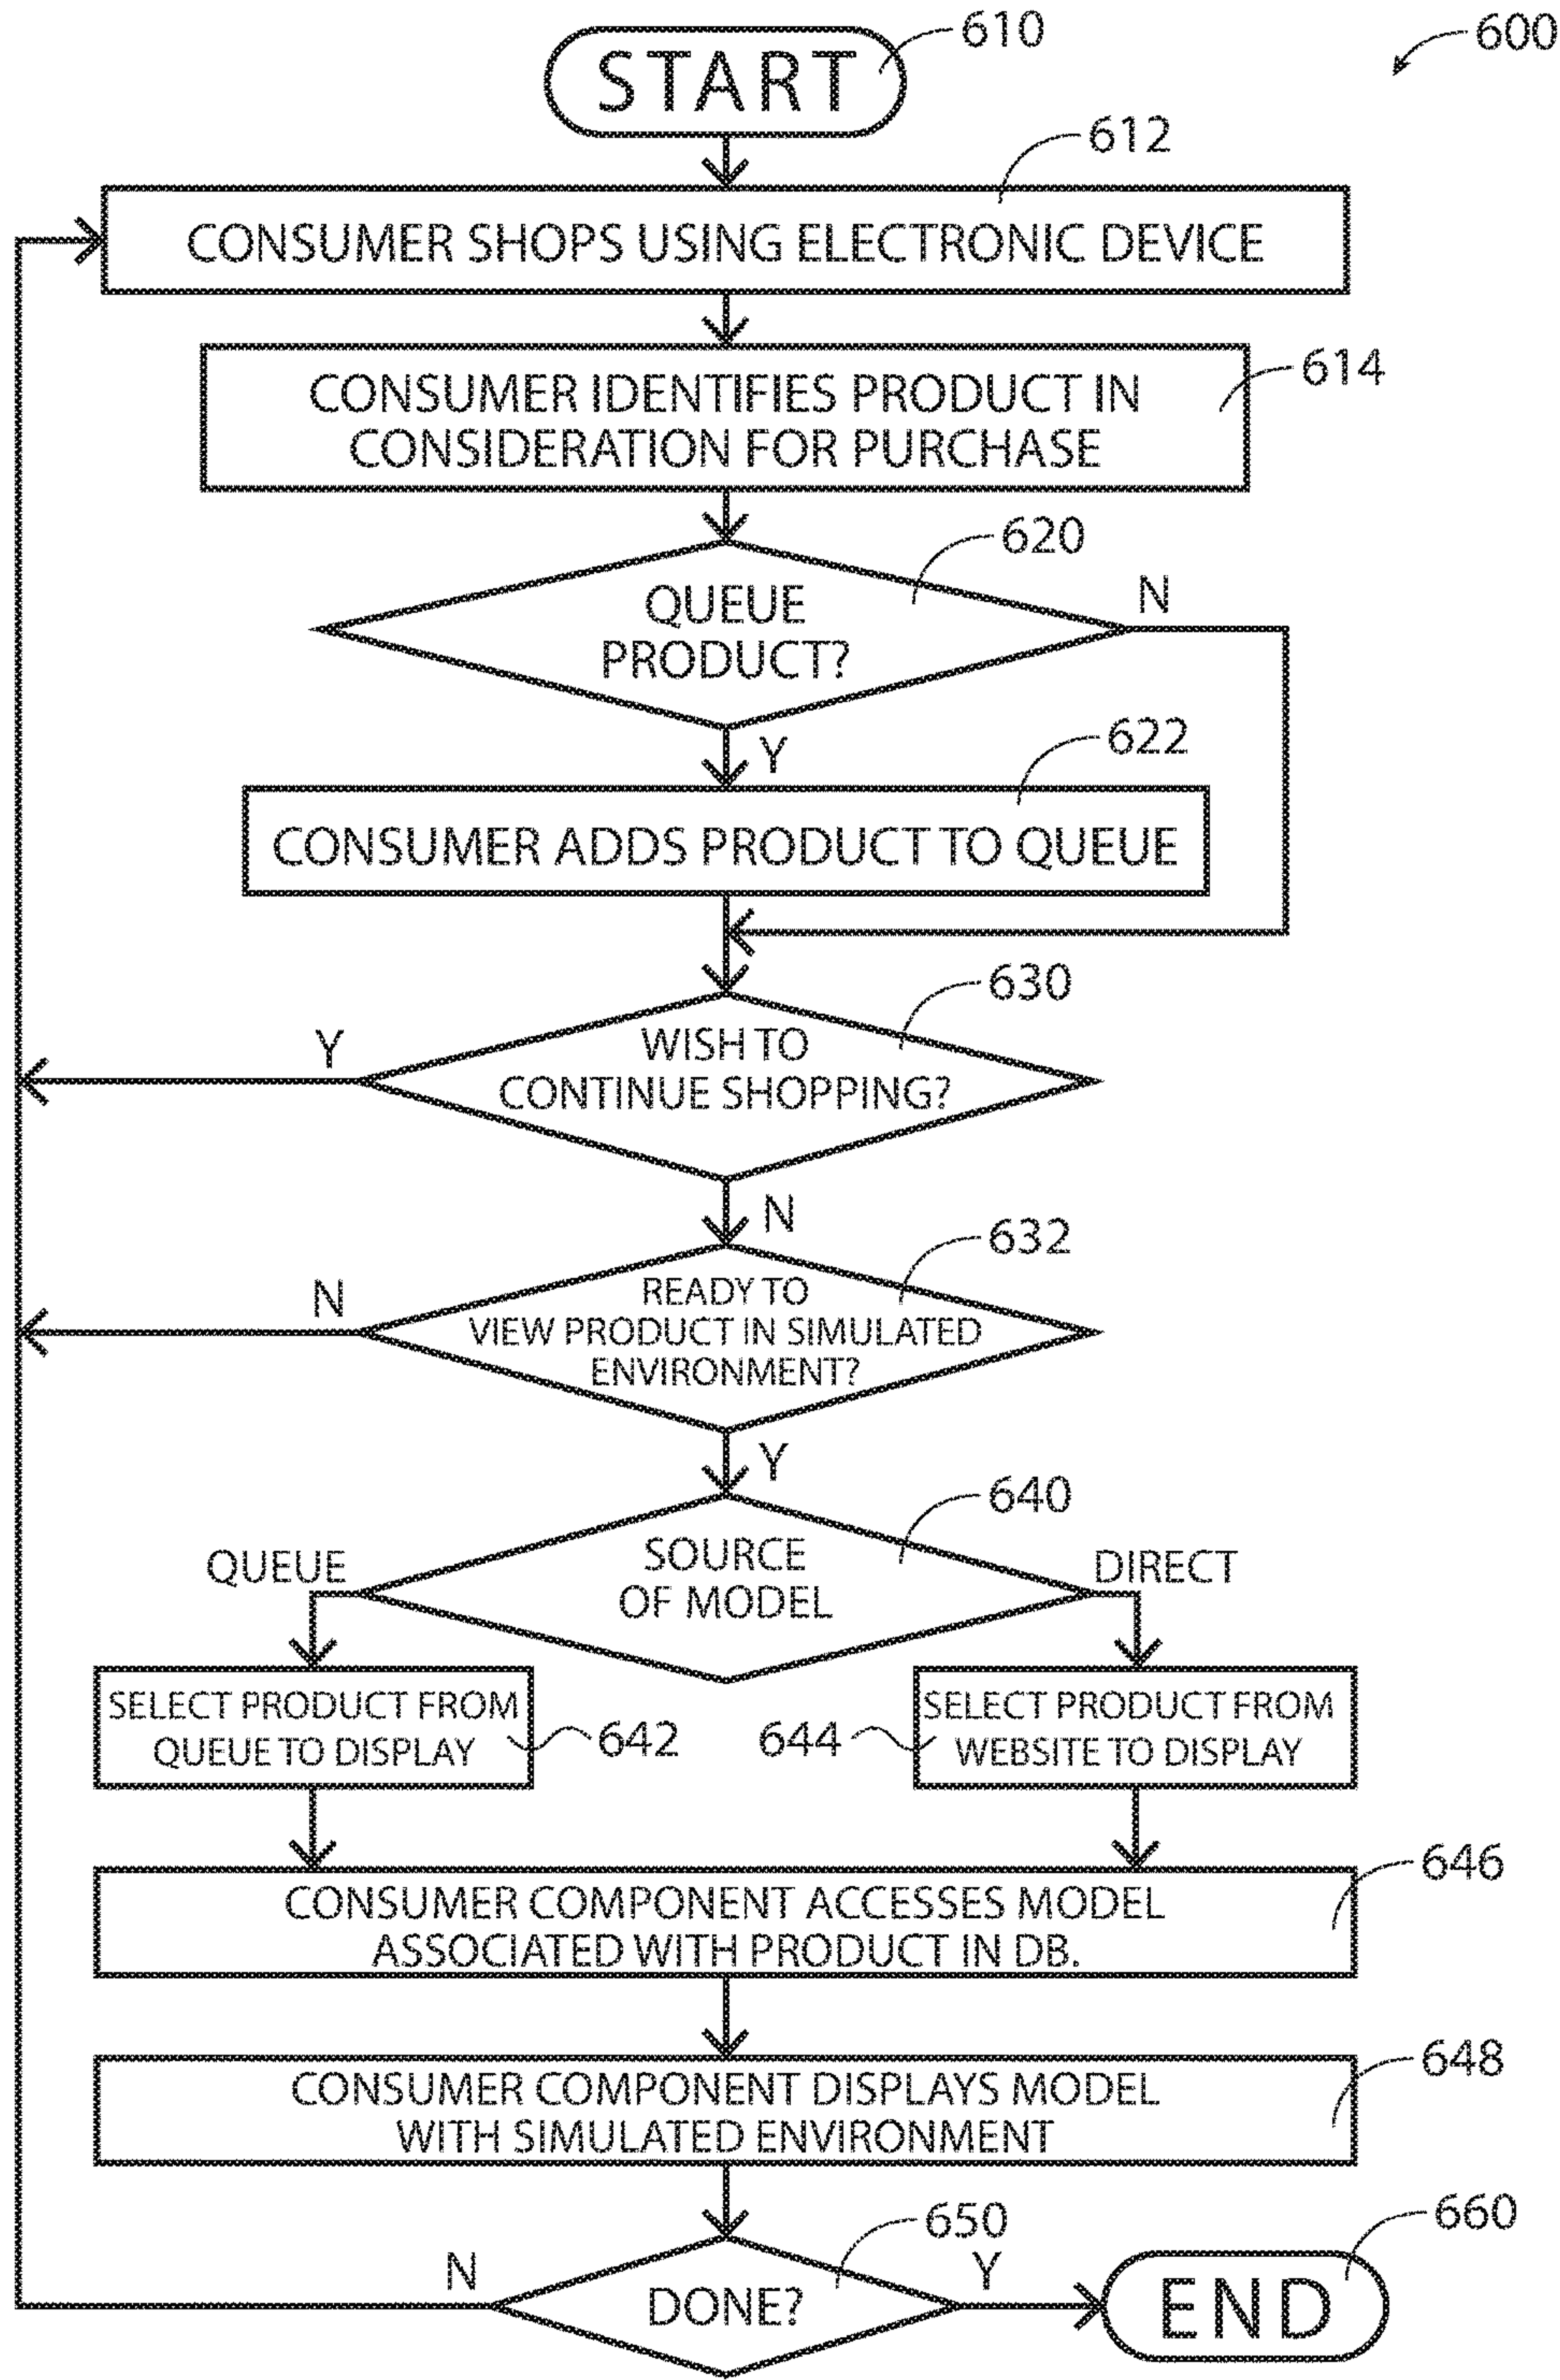 START
610
600
612
CONSUMER SHOPS USING ELECTRONIC DEVICE
CONSUMER IDENTIFIES PRODUCT IN
CONSIDERATION FOR PURCHASE
614
620
QUEUE
PRODUCT?
N
Y
622
CONSUMER ADDS PRODUCT TO QUEUE
630
WISH TO
CONTINUE SHOPPING?
Y
N
632
READY TO
VIEW PRODUCT IN SIMULATED
ENVIRONMENT?
N
Y
640
SOURCE
OF MODEL
QUEUE
DIRECT
SELECT PRODUCT FROM
QUEUE TO DISPLAY
642
644
SELECT PRODUCT FROM
WEBSITE TO DISPLAY
646
CONSUMER COMPONENT ACCESSES MODEL
ASSOCIATED WITH PRODUCT IN DB.
648
CONSUMER COMPONENT DISPLAYS MODEL
WITH SIMULATED ENVIRONMENT
650
660
N
DONE?
Y
END